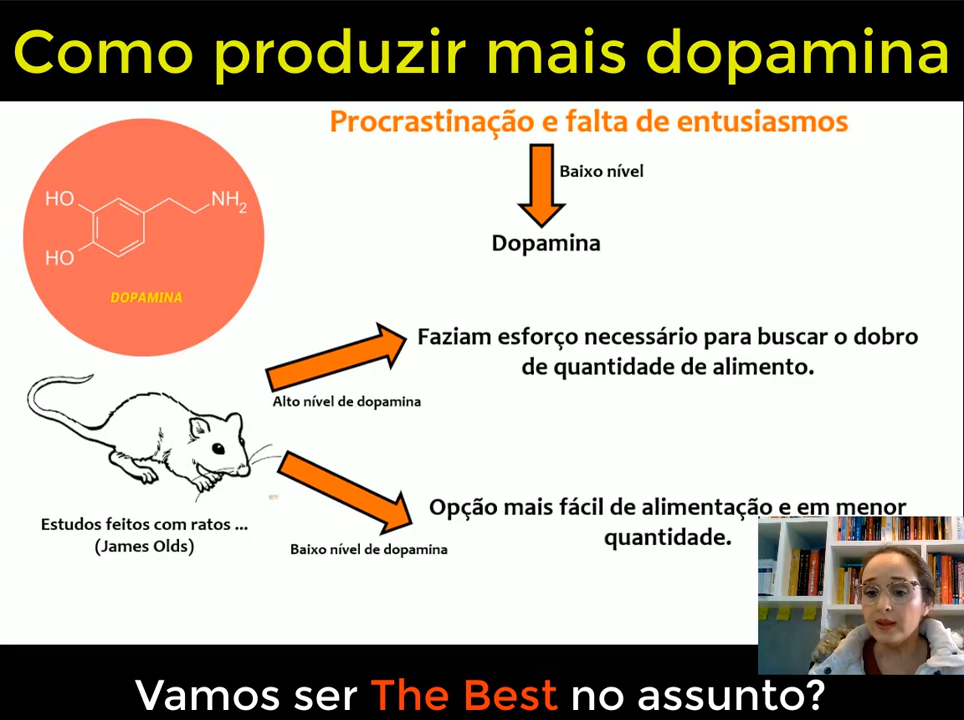 Como produzir mais dopamina
Procrastinação e falta de entusiasmos
Baixo nível
Dopamina
HO
NH2
HO
DOPAMINA
Faziam esforço necessário para buscar o dobro
de quantidade de alimento.
Alto nível de dopamina
Opção mais fácil de alimentação e em menor
quantidade.
Estudos feitos com ratos ...
(James Olds)
Baixo nível de dopamina
Vamos ser The Best no assunto?